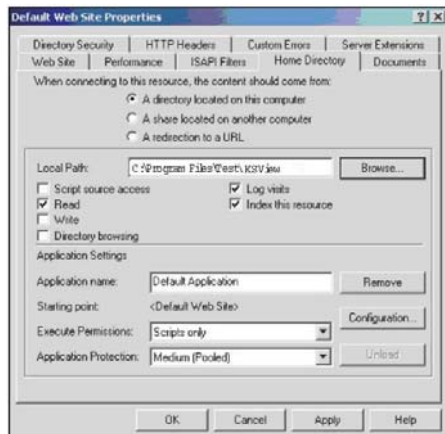 Default Web Site Properties
Directory Security HTTP Headers Custom Errors Server Extensions
Web Site Performance ISAPI Filters Home Directory Documents
When connecting to this resource, the content should come from:
A directory located on this computer
A share located on another computer
A redirection to a URL
Local Path: C:\Program Files\Test\KSView Browse...
Script source access Log visits
Read Index this resource
Write
Directory browsing
Application Settings
Application name: Default Application Remove
Starting point: <Default Web Site>
Configuration...
Execute Permissions: Scripts only
Application Protection: Medium (Pooled) Unload
OK Cancel Apply Help